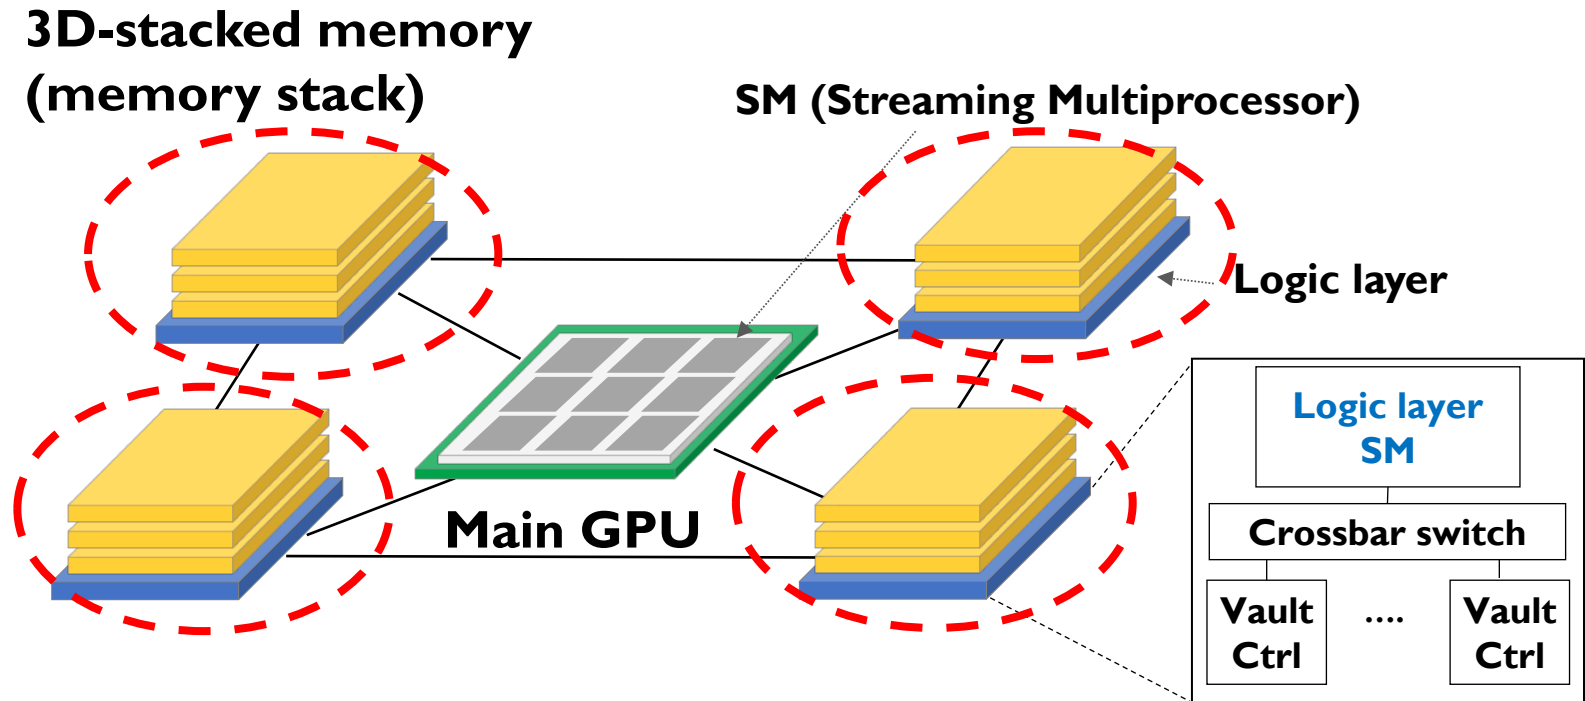 3D-stacked memory
(memory stack)
SM (Streaming Multiprocessor)
Logic layer
Main GPU
Logic layer
SM
Crossbar switch
Vault
Ctrl
....
Vault
Ctrl